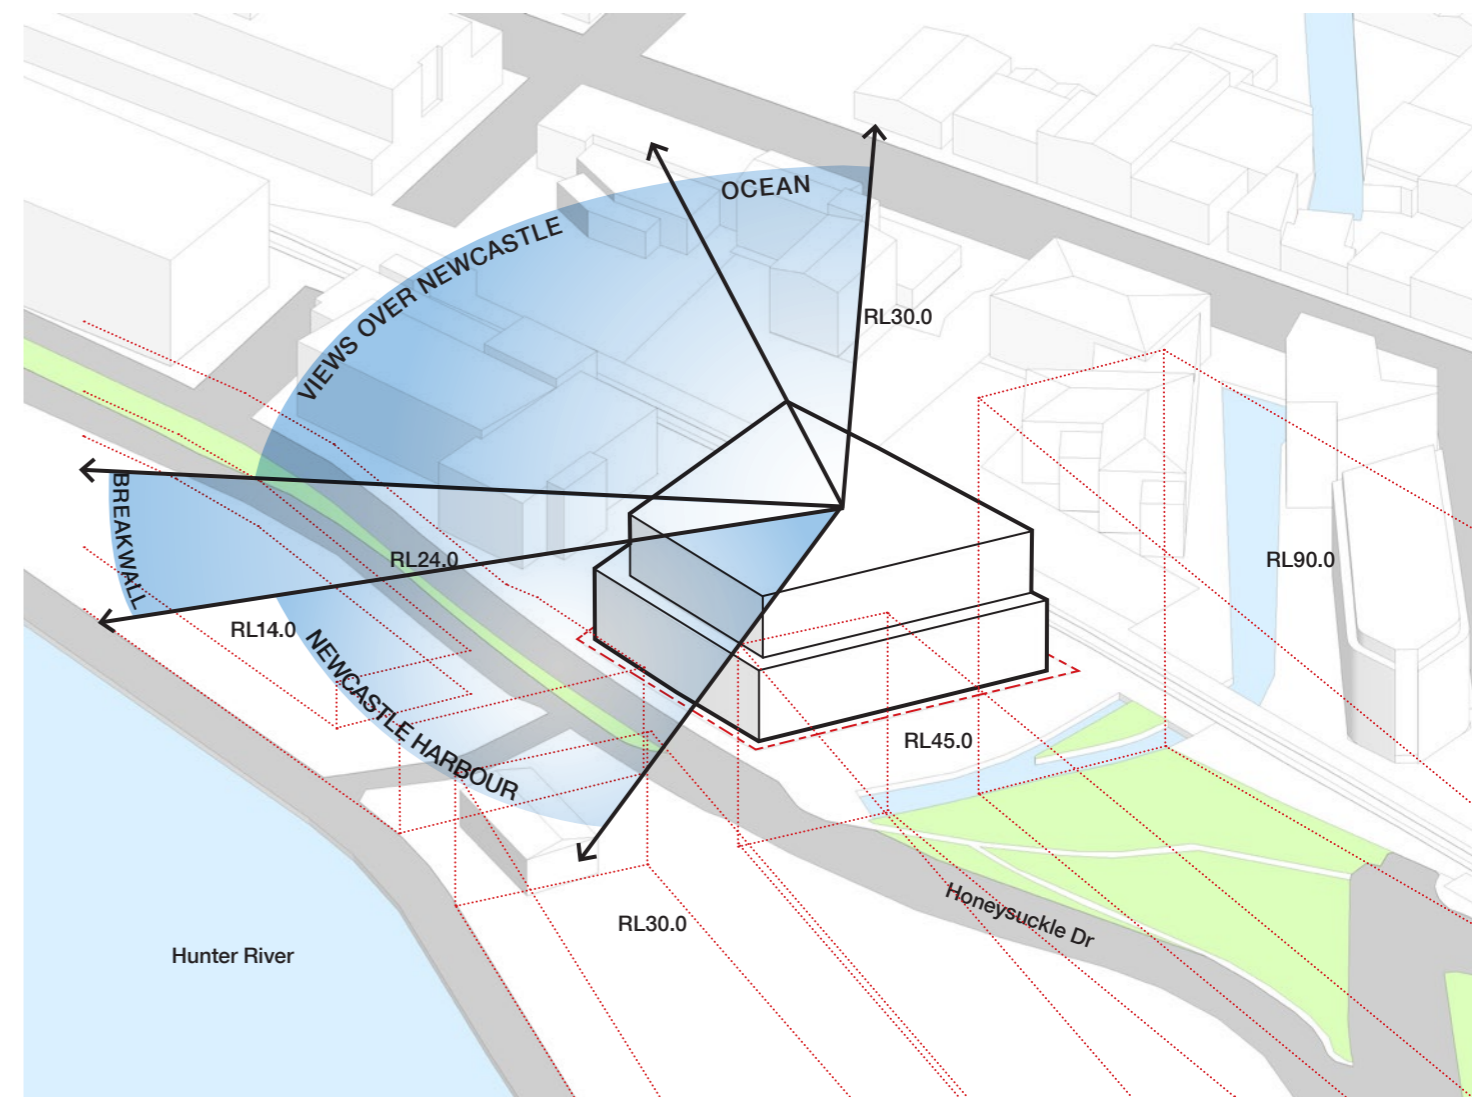 OCEAN
VIEWS OVER NEWCASTLE
RL30.0
BREAKWALL
RL24.0
RL90.0
RL14.0
NEWCASTLE HARBOUR
RL45.0
RL30.0
Honeysuckle Dr
Hunter River